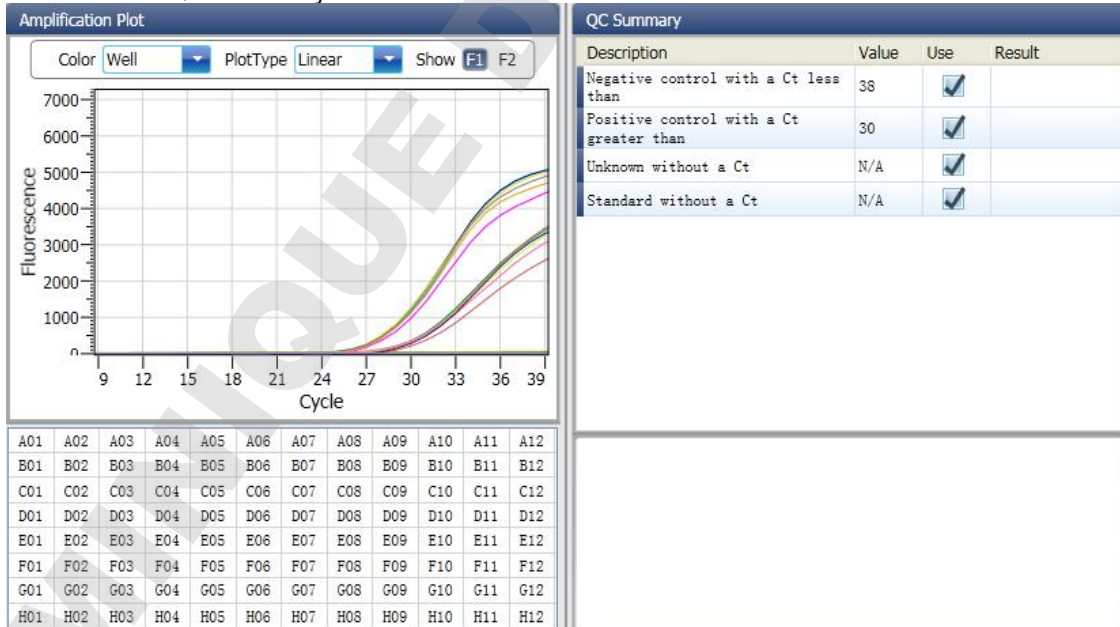 Amplification Plot
Color Well PlotType Linear Show F1 F2
7000
6000
5000
4000
3000
2000
1000
0
Fluorescence
9 12 15 18 21 24 27 30 33 36 39
Cycle
A01 A02 A03 A04 A05 A06 A07 A08 A09 A10 A11 A12
B01 B02 B03 B04 B05 B06 B07 B08 B09 B10 B11 B12
C01 C02 C03 C04 C05 C06 C07 C08 C09 C10 C11 C12
D01 D02 D03 D04 D05 D06 D07 D08 D09 D10 D11 D12
E01 E02 E03 E04 E05 E06 E07 E08 E09 E10 E11 E12
F01 F02 F03 F04 F05 F06 F07 F08 F09 F10 F11 F12
G01 G02 G03 G04 G05 G06 G07 G08 G09 G10 G11 G12
H01 H02 H03 H04 H05 H06 H07 H08 H09 H10 H11 H12
QC Summary
Description Value Use Result
Negative control with a Ct less
than 38
Positive control with a Ct
greater than 30
Unknown without a Ct N/A
Standard without a Ct N/A